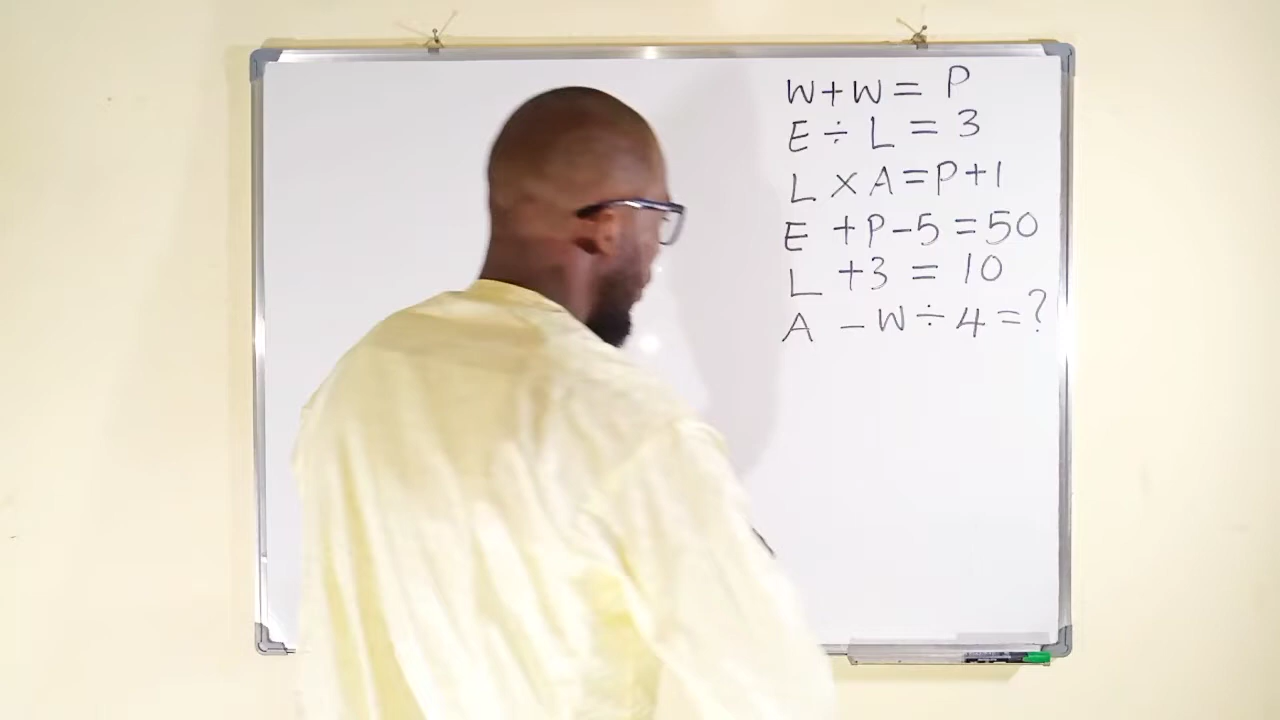 W+W = P
E ÷ L = 3
L × A = P+1
E + P - 5 = 50
L + 3 = 10
A - W ÷ 4 = ?